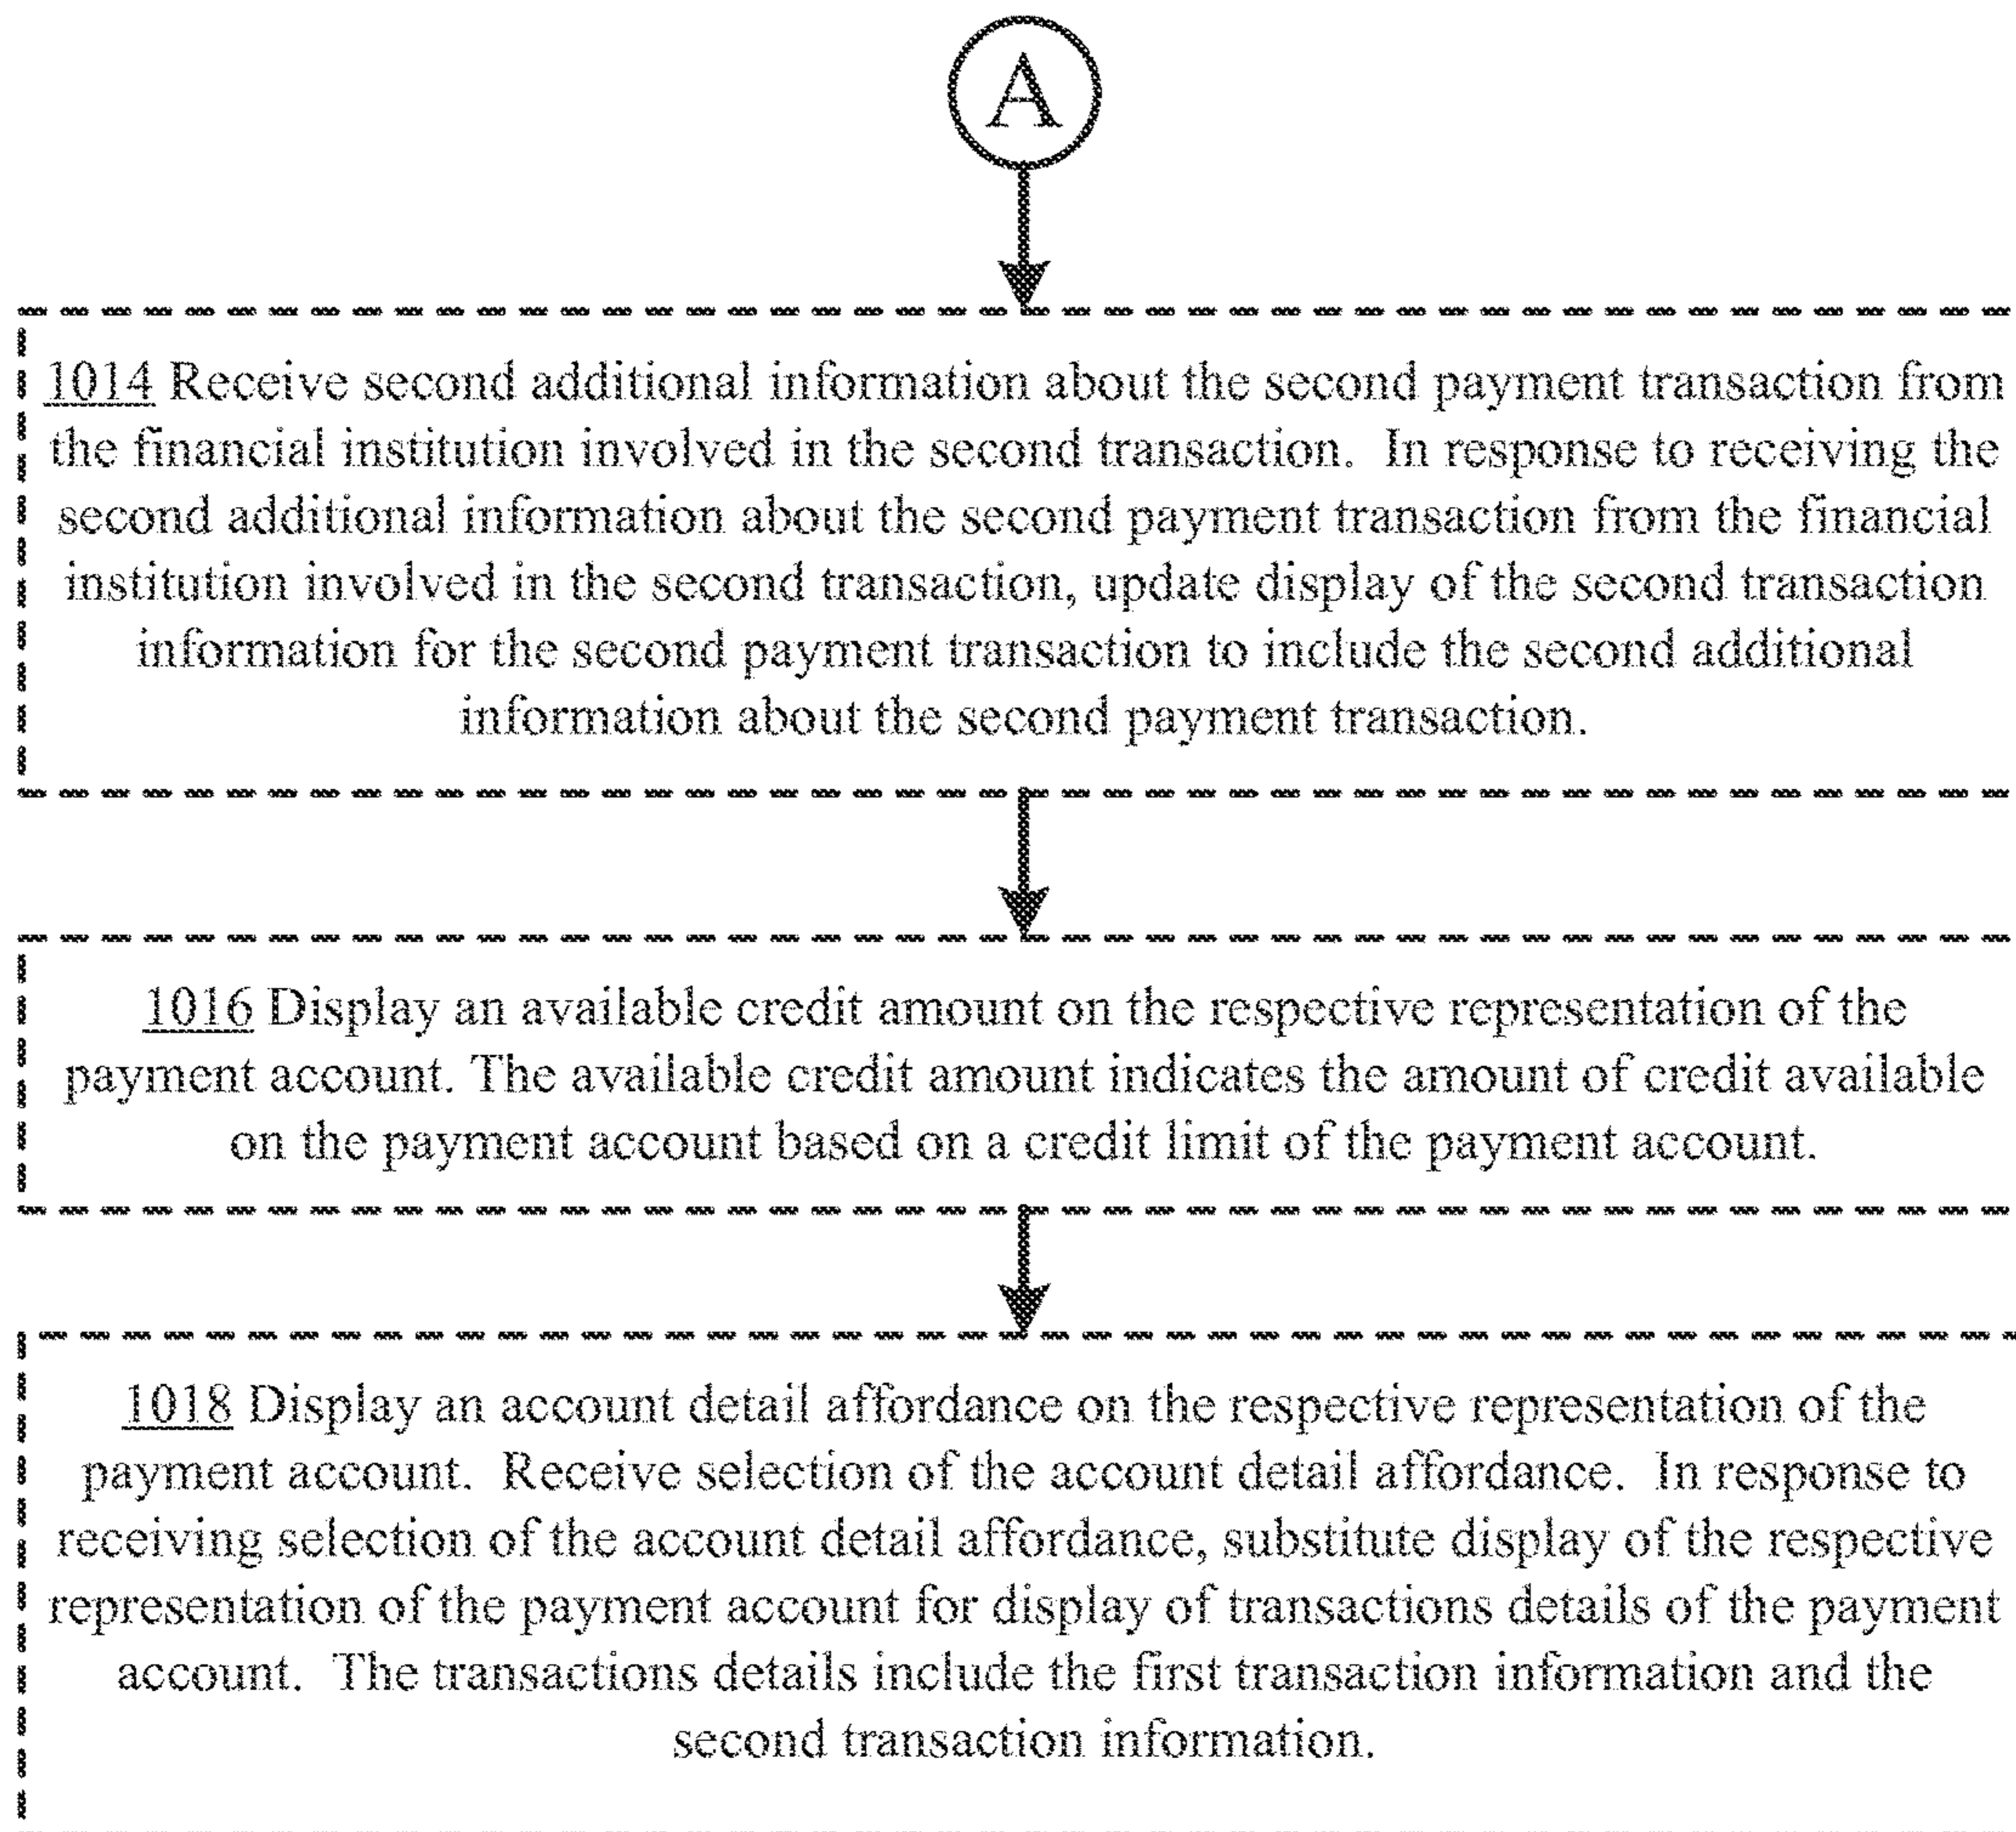 A
1014 Receive second additional information about the second payment transaction from
the financial institution involved in the second transaction.  In response to receiving the
second additional information about the second payment transaction from the financial
institution involved in the second transaction, update display of the second transaction
information for the second payment transaction to include the second additional
information about the second payment transaction.
1016 Display an available credit amount on the respective representation of the
payment account. The available credit amount indicates the amount of credit available
on the payment account based on a credit limit of the payment account.
1018 Display an account detail affordance on the respective representation of the
payment account.  Receive selection of the account detail affordance.  In response to
receiving selection of the account detail affordance, substitute display of the respective
representation of the payment account for display of transactions details of the payment
account.  The transactions details include the first transaction information and the
second transaction information.